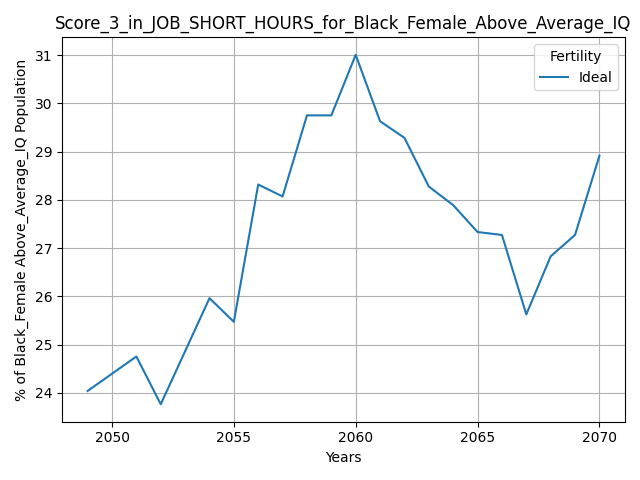 Score_3_in_JOB_SHORT_HOURS_for_Black_Female_Above_Average_IQ
% of Black_Female Above_Average_IQ Population
31
30
29
28
27
26
25
24
Fertility
Ideal
2050 2055 2060 2065 2070
Years